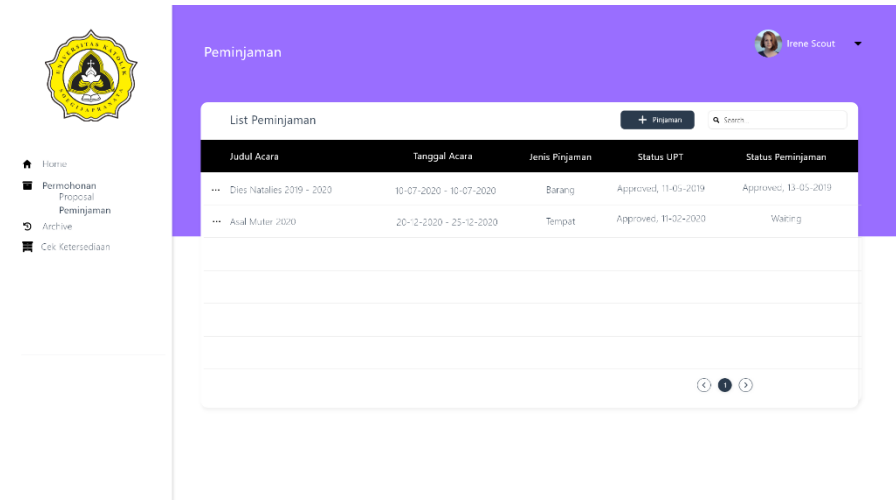 UNIVERSITAS KATOLIK
SOEGIJAPRANATA
Home
Permohonan
Proposal
Peminjaman
Archive
Cek Ketersediaan
Peminjaman
Irene Scout
List Peminjaman
+ Pinjaman
Search
Judul Acara Tanggal Acara Jenis Pinjaman Status UPT Status Peminjaman
... Dies Natalies 2019 - 2020 10-07-2020 - 10-07-2020 Barang Approved, 11-05-2019 Approved, 13-05-2019
... Asal Muter 2020 20-12-2020 - 25-12-2020 Tempat Approved, 11-02-2020 Waiting
1